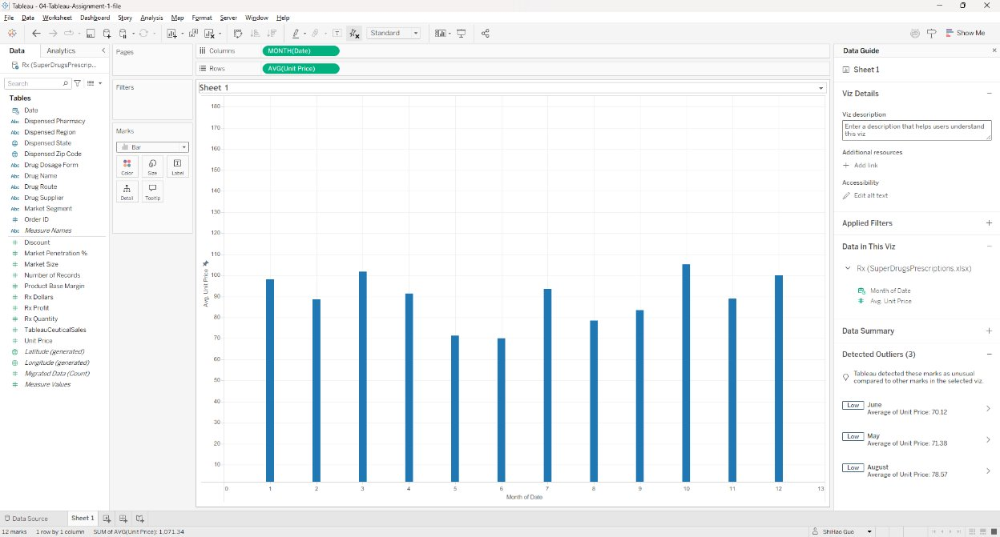 Tableau - 04-Tableau-Assignment-1-file
File Data Worksheet Dashboard Story Analysis Map Format Server Window Help
Standard
Show Me
Data Analytics
Rx (SuperDrugsPrescrip...
Search
Tables
Date
Abc Dispensed Pharmacy
Abc Dispensed Region
Dispensed State
Dispensed Zip Code
Abc Drug Dosage Form
Abc Drug Name
Abc Drug Route
Abc Drug Supplier
Abc Market Segment
# Order ID
Abc Measure Names
# Discount
# Market Penetration %
# Market Size
# Number of Records
# Product Base Margin
# Rx Dollars
# Rx Profit
# Rx Quantity
# TableauCeuticalSales
# Unit Price
Latitude (generated)
Longitude (generated)
# Migrated Data (Count)
# Measure Values
Pages
Filters
Marks
Bar
Color Size Label
Detail Tooltip
Columns MONTH(Date)
Rows AVG(Unit Price)
Sheet 1
180
170
160
150
140
130
120
110
100
90
80
70
60
50
40
30
20
10
Avg. Unit Price
0 1 2 3 4 5 6 7 8 9 10 11 12 13
Month of Date
Data Guide
Sheet 1
Viz Details
Viz description
Enter a description that helps users understand
this viz
Additional resources
Add link
Accessibility
Edit alt text
Applied Filters
Data in This Viz
Rx (SuperDrugsPrescriptions.xlsx)
Month of Date
# Avg. Unit Price
Data Summary
Detected Outliers (3)
Tableau detected these marks as unusual
compared to other marks in the selected viz.
Low June
Average of Unit Price: 70.12
Low May
Average of Unit Price: 71.38
Low August
Average of Unit Price: 78.57
Data Source Sheet 1
12 marks 1 row by 1 column SUM of AVG(Unit Price): 1,071.34
ShiHao Guo